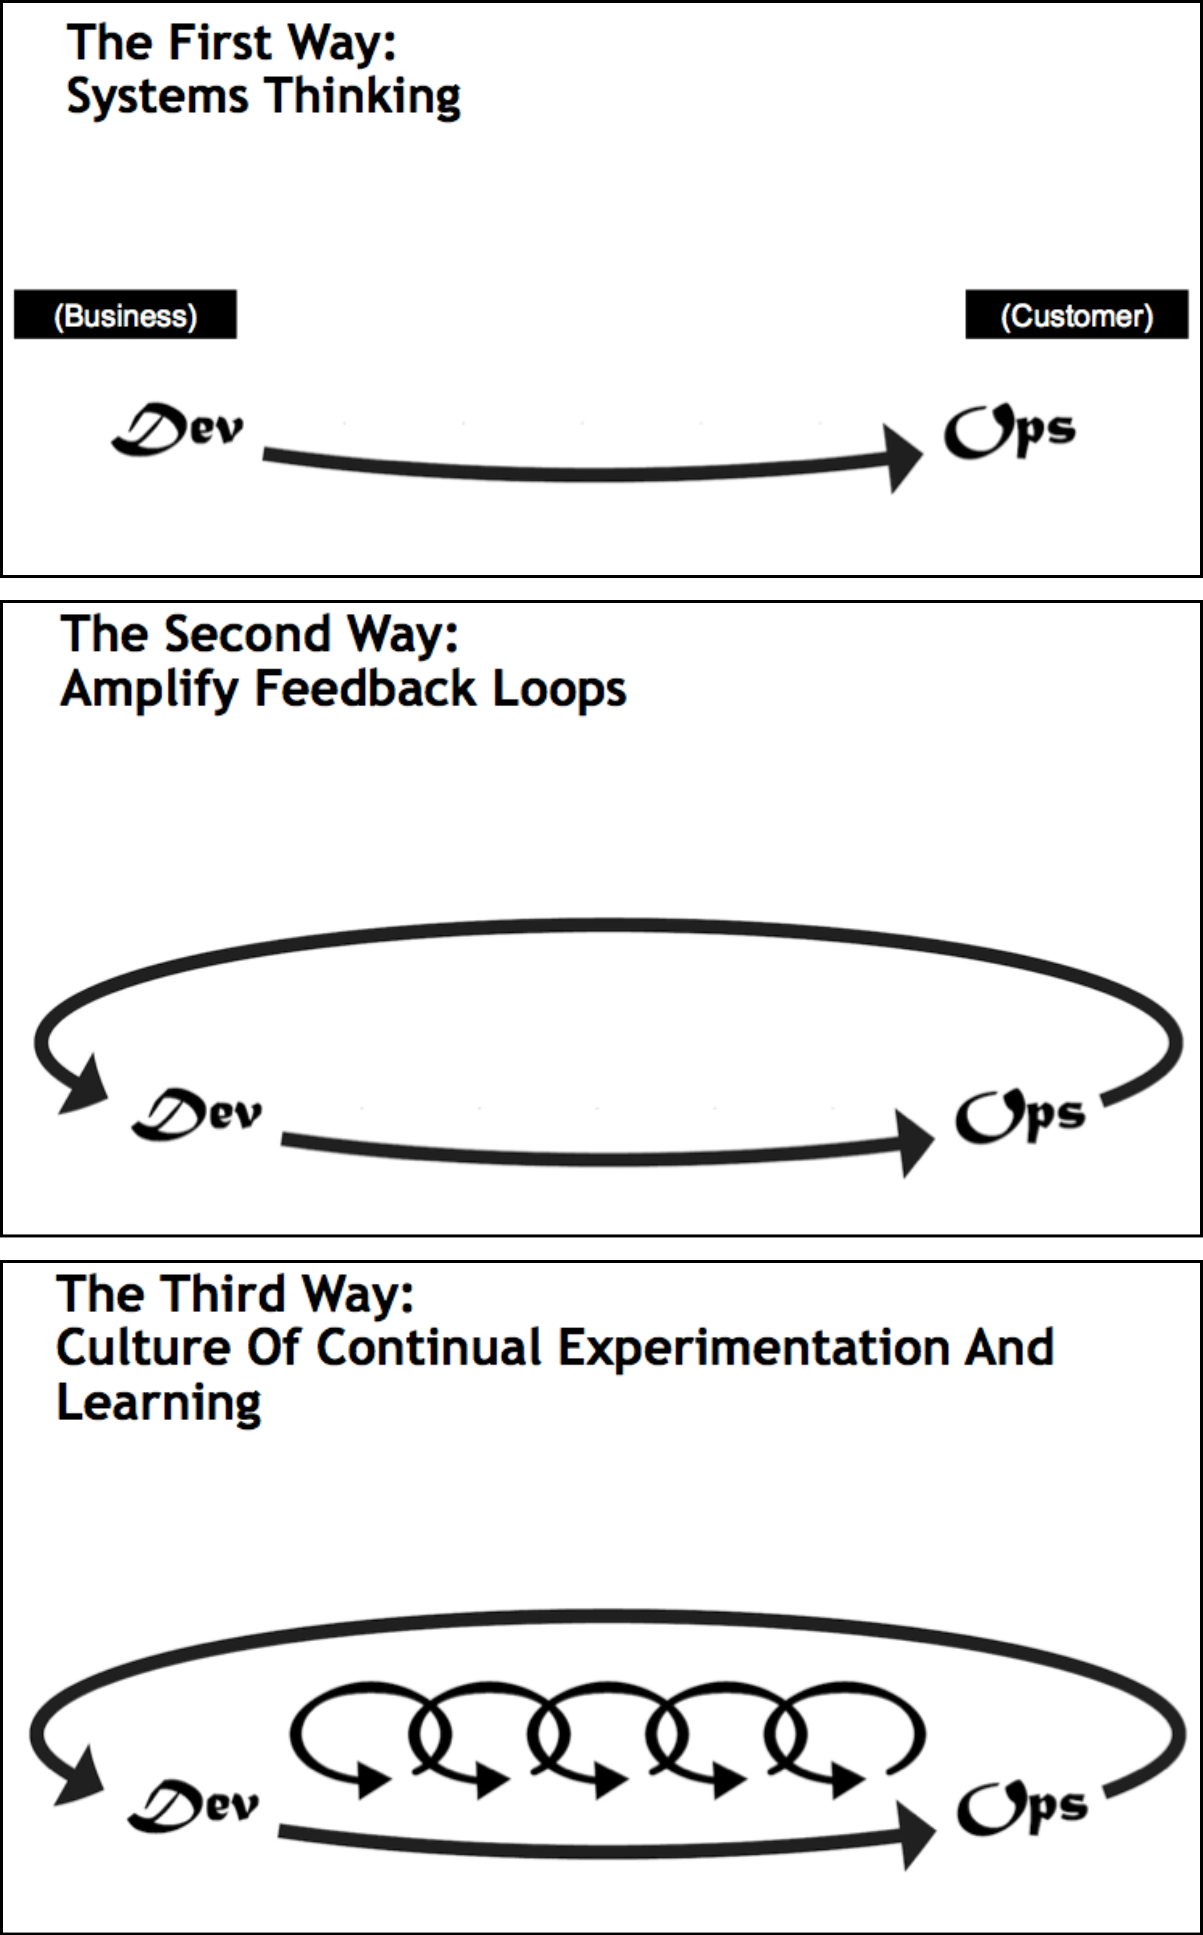 The First Way:
Systems Thinking
(Business)
(Customer)
Dev
Ops
The Second Way:
Amplify Feedback Loops
Dev
Ops
The Third Way:
Culture Of Continual Experimentation And
Learning
Dev
Ops